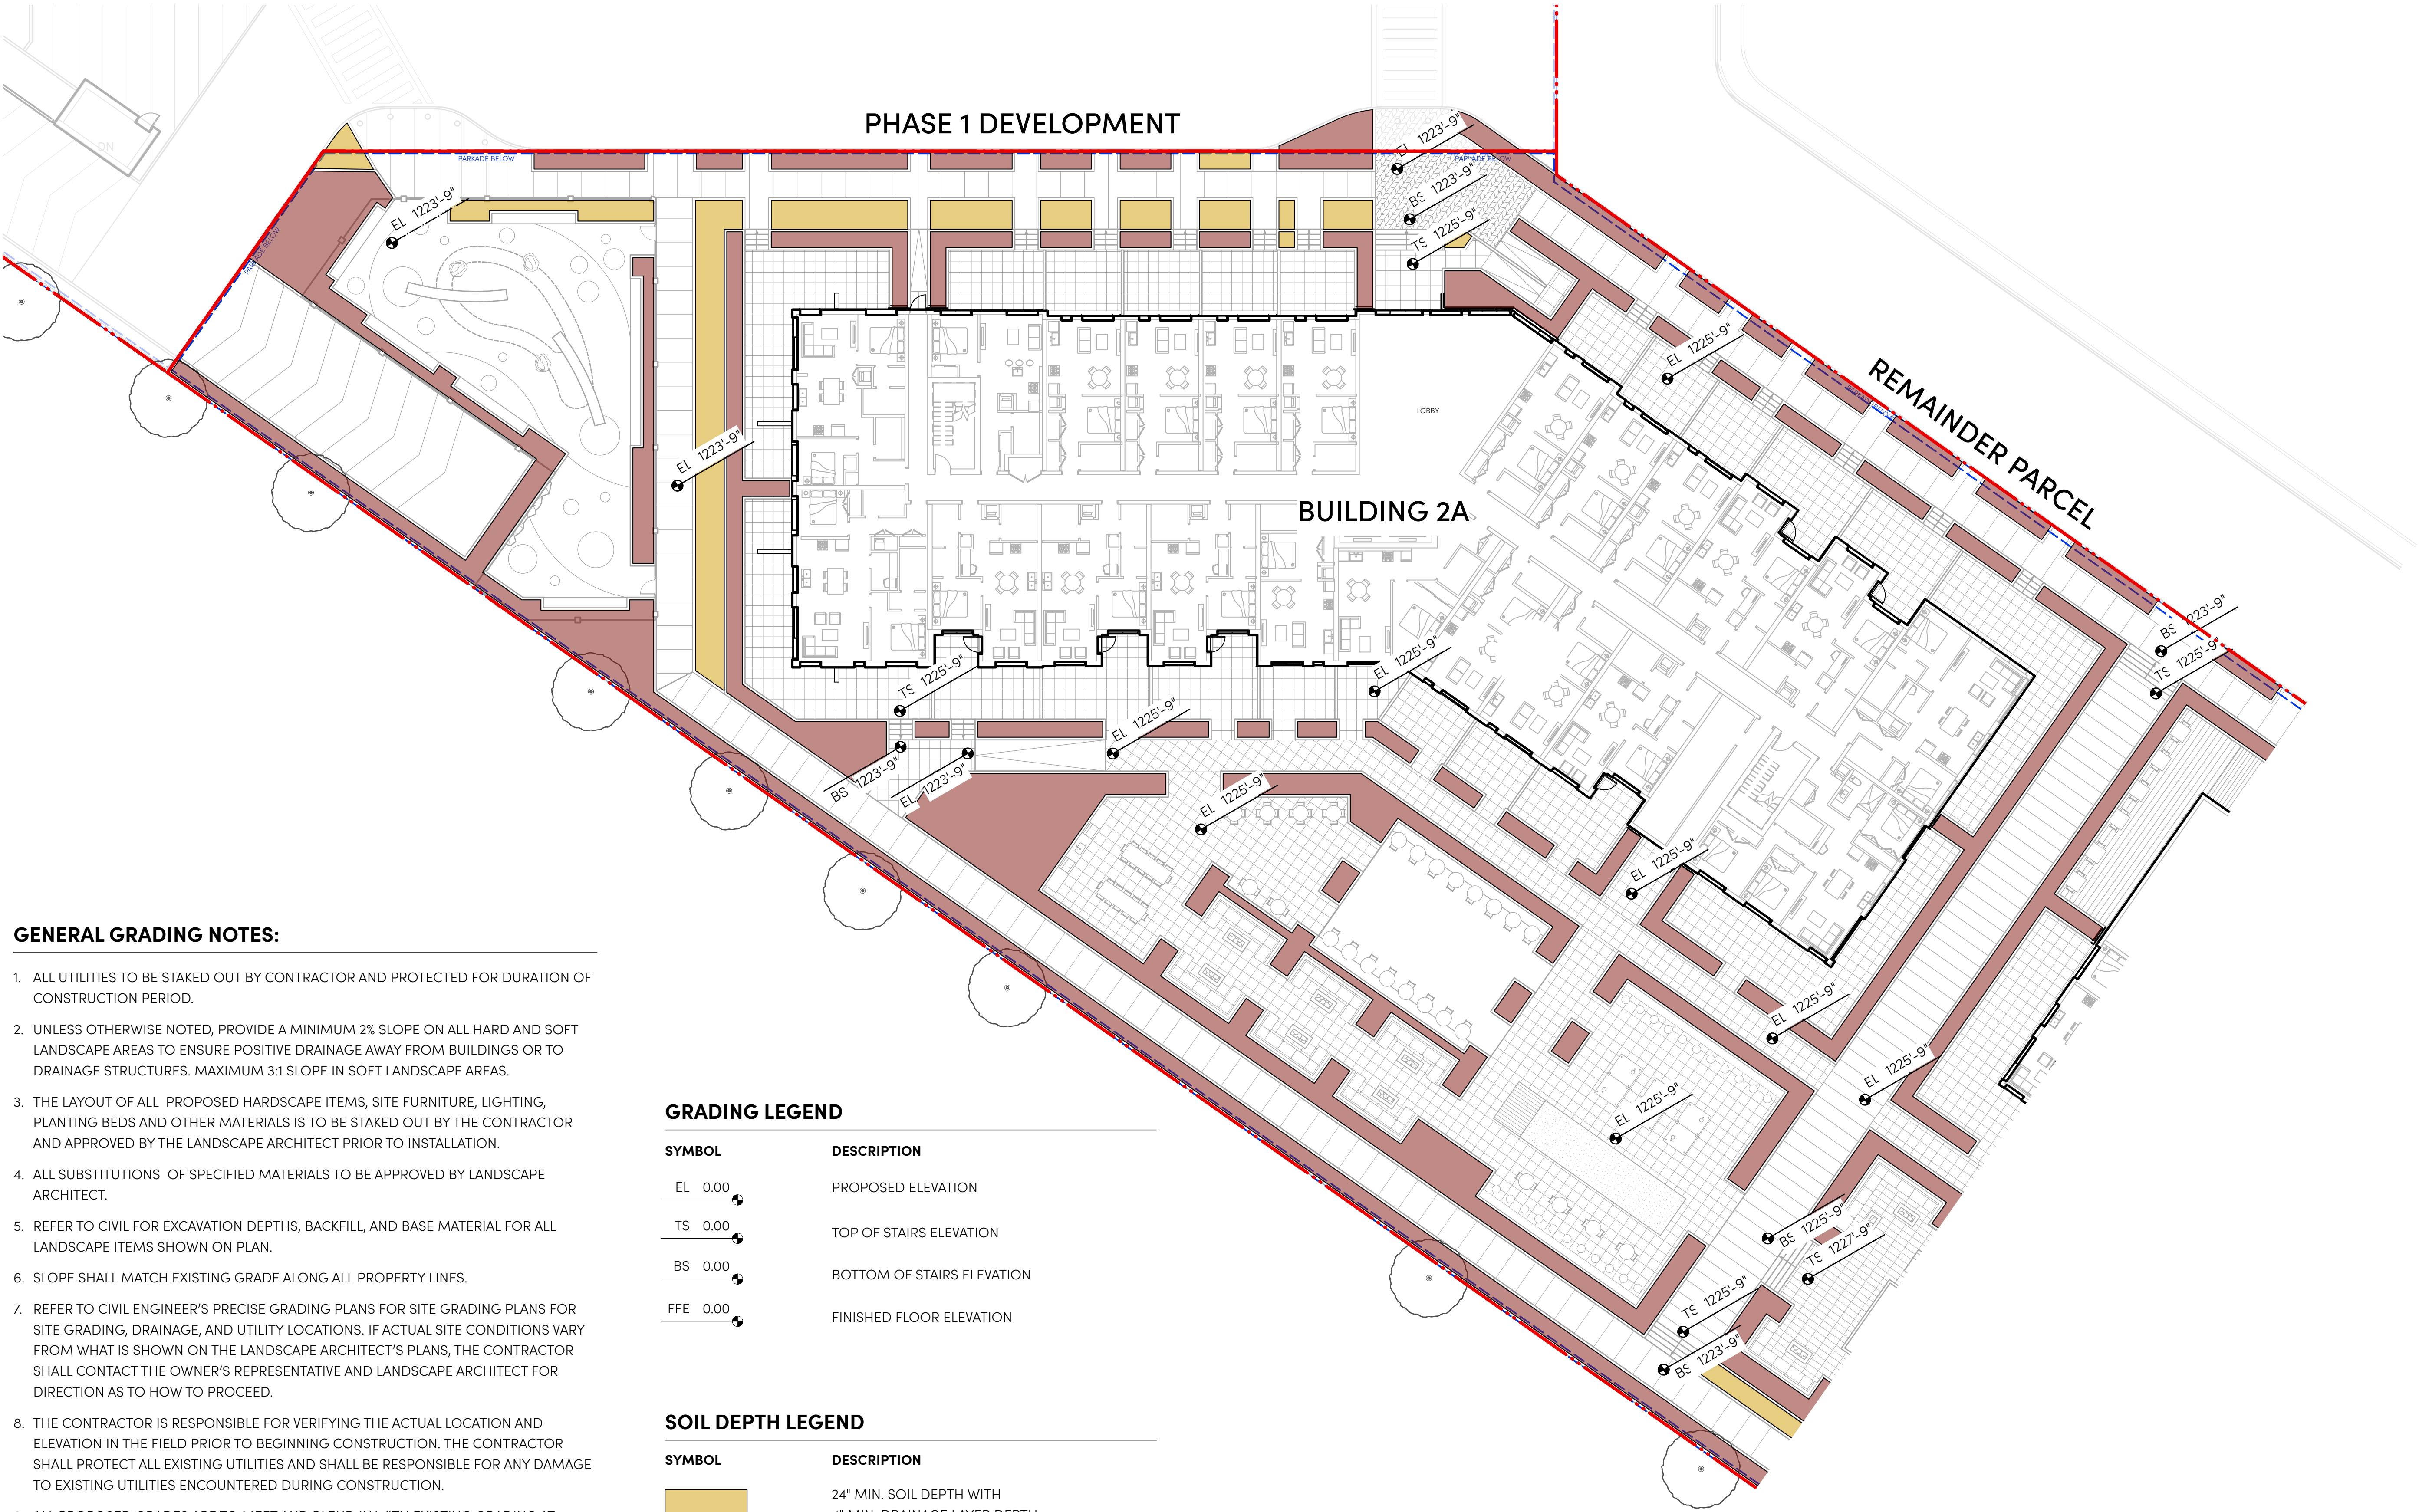 PHASE 1 DEVELOPMENT
DN
PARKADE BELOW
PARKADE BELOW
PARKADE BELOW
EL 1223'-9"
BS 1223'-9"
TS 1225'-9"
EL 1223'-9"
EL 1225'-9"
REMAINDER PARCEL
LOBBY
EL 1223'-9"
BUILDING 2A
BS 1223'-9"
TS 1225'-9"
TS 1225'-9"
EL 1225'-9"
EL 1225'-9"
BS 1223'-9"
EL 1223'-9"
EL 1225'-9"
EL 1225'-9"
EL 1225'-9"
EL 1225'-9"
EL 1225'-9"
BS 1225'-9"
TS 1227'-9"
TS 1225'-9"
BS 1223'-9"
GENERAL GRADING NOTES:
1. ALL UTILITIES TO BE STAKED OUT BY CONTRACTOR AND PROTECTED FOR DURATION OF
CONSTRUCTION PERIOD.
2. UNLESS OTHERWISE NOTED, PROVIDE A MINIMUM 2% SLOPE ON ALL HARD AND SOFT
LANDSCAPE AREAS TO ENSURE POSITIVE DRAINAGE AWAY FROM BUILDINGS OR TO
DRAINAGE STRUCTURES. MAXIMUM 3:1 SLOPE IN SOFT LANDSCAPE AREAS.
3. THE LAYOUT OF ALL PROPOSED HARDSCAPE ITEMS, SITE FURNITURE, LIGHTING,
PLANTING BEDS AND OTHER MATERIALS IS TO BE STAKED OUT BY THE CONTRACTOR
AND APPROVED BY THE LANDSCAPE ARCHITECT PRIOR TO INSTALLATION.
4. ALL SUBSTITUTIONS OF SPECIFIED MATERIALS TO BE APPROVED BY LANDSCAPE
ARCHITECT.
5. REFER TO CIVIL FOR EXCAVATION DEPTHS, BACKFILL, AND BASE MATERIAL FOR ALL
LANDSCAPE ITEMS SHOWN ON PLAN.
6. SLOPE SHALL MATCH EXISTING GRADE ALONG ALL PROPERTY LINES.
7. REFER TO CIVIL ENGINEER'S PRECISE GRADING PLANS FOR SITE GRADING PLANS FOR
SITE GRADING, DRAINAGE, AND UTILITY LOCATIONS. IF ACTUAL SITE CONDITIONS VARY
FROM WHAT IS SHOWN ON THE LANDSCAPE ARCHITECT'S PLANS, THE CONTRACTOR
SHALL CONTACT THE OWNER'S REPRESENTATIVE AND LANDSCAPE ARCHITECT FOR
DIRECTION AS TO HOW TO PROCEED.
8. THE CONTRACTOR IS RESPONSIBLE FOR VERIFYING THE ACTUAL LOCATION AND
ELEVATION IN THE FIELD PRIOR TO BEGINNING CONSTRUCTION. THE CONTRACTOR
SHALL PROTECT ALL EXISTING UTILITIES AND SHALL BE RESPONSIBLE FOR ANY DAMAGE
TO EXISTING UTILITIES ENCOUNTERED DURING CONSTRUCTION.
GRADING LEGEND
SYMBOL DESCRIPTION
EL 0.00 PROPOSED ELEVATION
TS 0.00 TOP OF STAIRS ELEVATION
BS 0.00 BOTTOM OF STAIRS ELEVATION
FFE 0.00 FINISHED FLOOR ELEVATION
SOIL DEPTH LEGEND
SYMBOL DESCRIPTION
24" MIN. SOIL DEPTH WITH